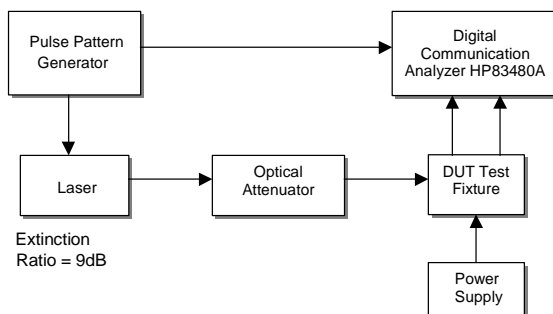 Pulse Pattern
Generator
Digital
Communication
Analyzer HP83480A
Laser
Optical
Attenuator
DUT Test
Fixture
Extinction
Ratio = 9dB
Power
Supply